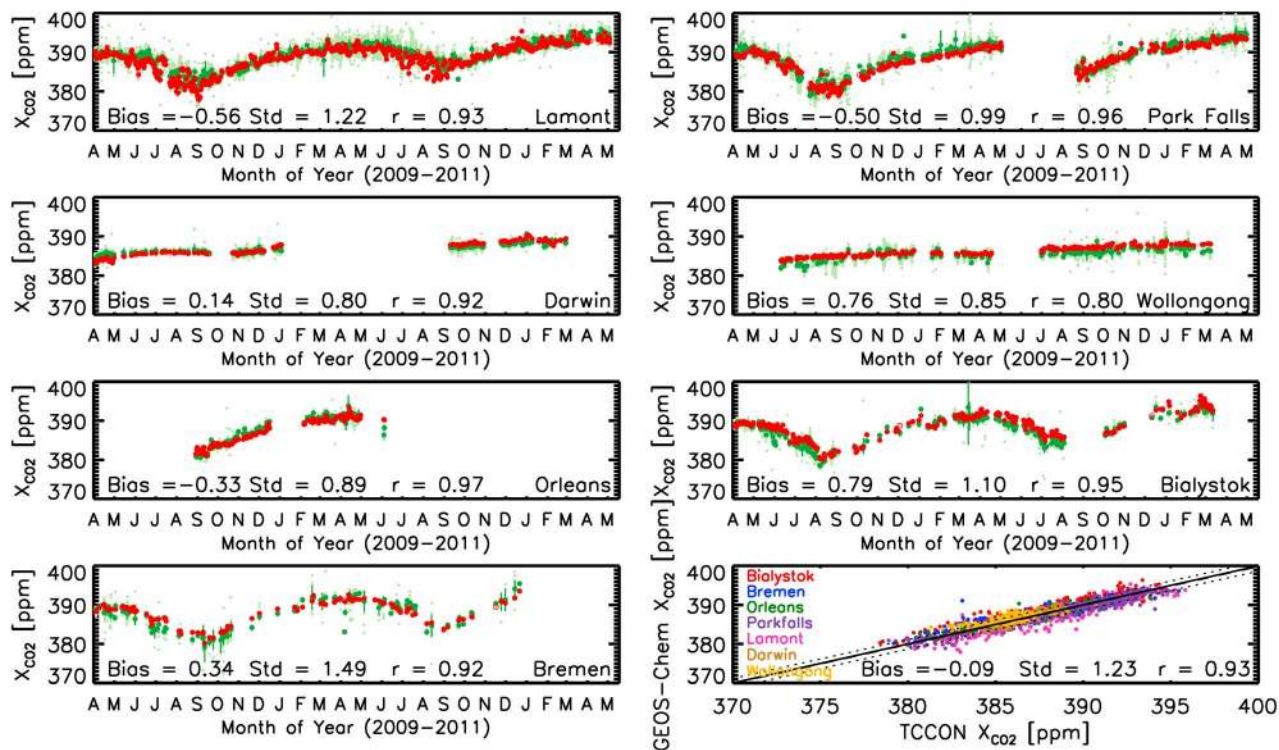 400
390
380
370
X_CO2 [ppm]
Bias =-0.56 Std = 1.22 r = 0.93 Lamont
A M J J A S O N D J F M A M J J A S O N D J F M A M
Month of Year (2009-2011)
400
390
380
370
X_CO2 [ppm]
Bias =-0.50 Std = 0.99 r = 0.96 Park Falls
A M J J A S O N D J F M A M J J A S O N D J F M A M
Month of Year (2009-2011)
400
390
380
370
X_CO2 [ppm]
Bias = 0.14 Std = 0.80 r = 0.92 Darwin
A M J J A S O N D J F M A M J J A S O N D J F M A M
Month of Year (2009-2011)
400
390
380
370
X_CO2 [ppm]
Bias = 0.76 Std = 0.85 r = 0.80 Wollongong
A M J J A S O N D J F M A M J J A S O N D J F M A M
Month of Year (2009-2011)
400
390
380
370
X_CO2 [ppm]
Bias =-0.33 Std = 0.89 r = 0.97 Orleans
A M J J A S O N D J F M A M J J A S O N D J F M A M
Month of Year (2009-2011)
400
390
380
370
X_CO2 [ppm]
Bias = 0.79 Std = 1.10 r = 0.95 Bialystok
A M J J A S O N D J F M A M J J A S O N D J F M A M
Month of Year (2009-2011)
400
390
380
370
X_CO2 [ppm]
Bias = 0.34 Std = 1.49 r = 0.92 Bremen
A M J J A S O N D J F M A M J J A S O N D J F M A M
Month of Year (2009-2011)
400
390
380
370
GEOS-Chem X_CO2 [ppm]
Bialystok
Bremen
Orleans
Parkfalls
Lamont
Darwin
Wollongong
Bias =-0.09 Std = 1.23 r = 0.93
370 375 380 385 390 395 400
TCCON X_CO2 [ppm]